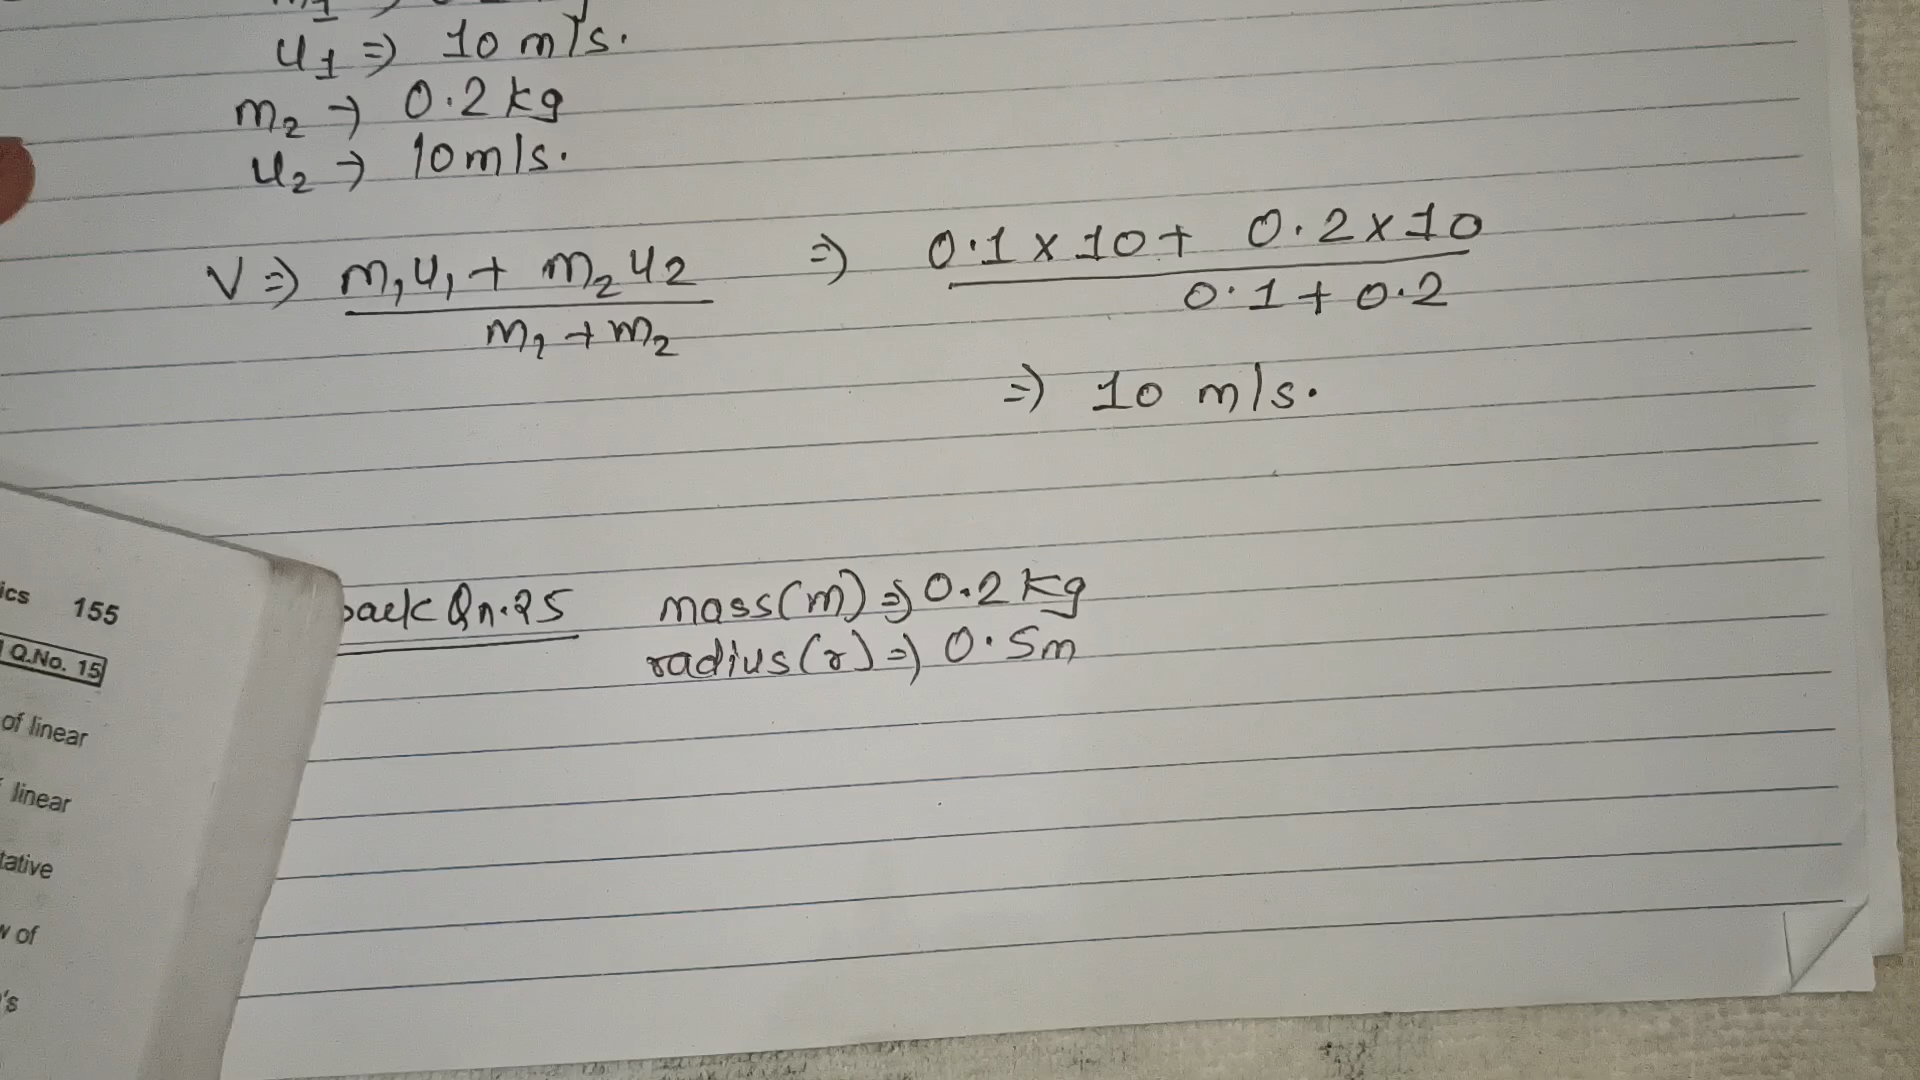 u1 ⇒ 10 m/s.
m2 → 0.2 kg
u2 → 10 m/s.
V ⇒ m1u1 + m2u2 / m1 + m2 ⇒ 0.1 x 10 + 0.2 x 10 / 0.1 + 0.2
⇒ 10 m/s.
back Qn.25 mass(m) ⇒ 0.2 kg
radius(r) ⇒ 0.5m
ics 155
Q.No. 15
of linear
linear
tative
of
's